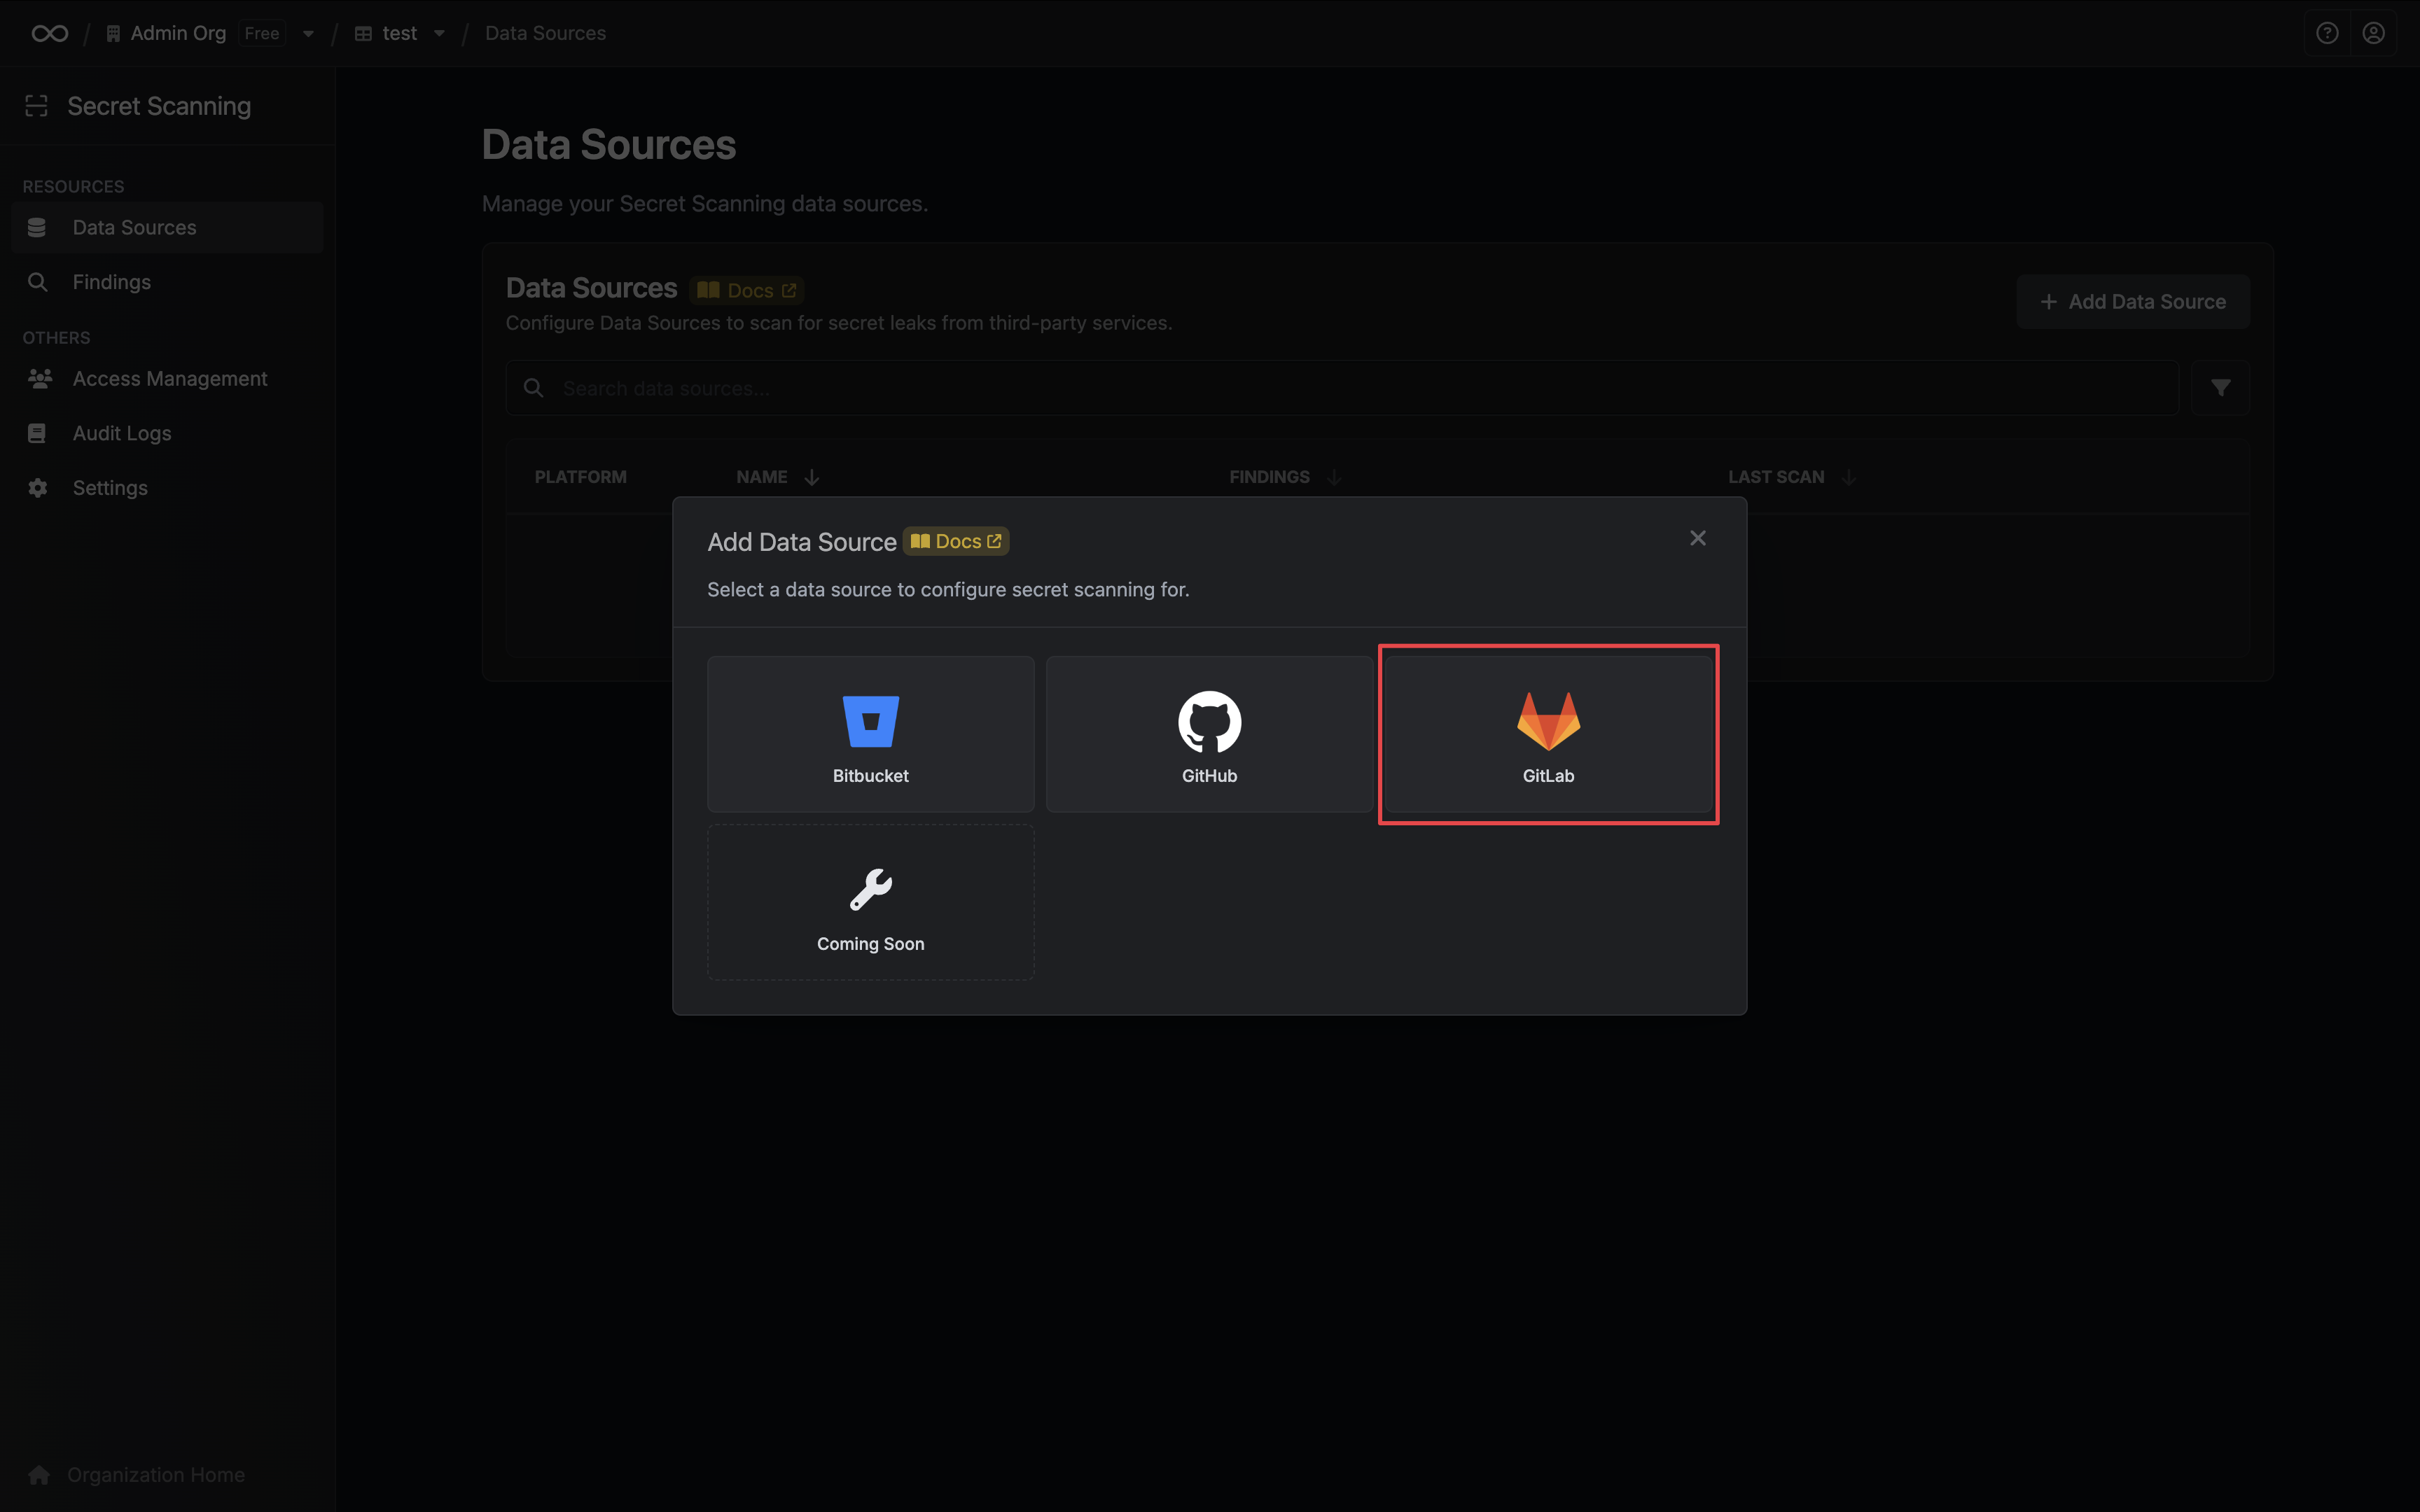 / Admin Org Free / test / Data Sources
Secret Scanning
RESOURCES
Data Sources
Findings
OTHERS
Access Management
Audit Logs
Settings
Organization Home
Data Sources
Manage your Secret Scanning data sources.
Data Sources Docs
Configure Data Sources to scan for secret leaks from third-party services.
+ Add Data Source
Search data sources...
PLATFORM NAME FINDINGS LAST SCAN
Add Data Source Docs
Select a data source to configure secret scanning for.
Bitbucket
GitHub
GitLab
Coming Soon